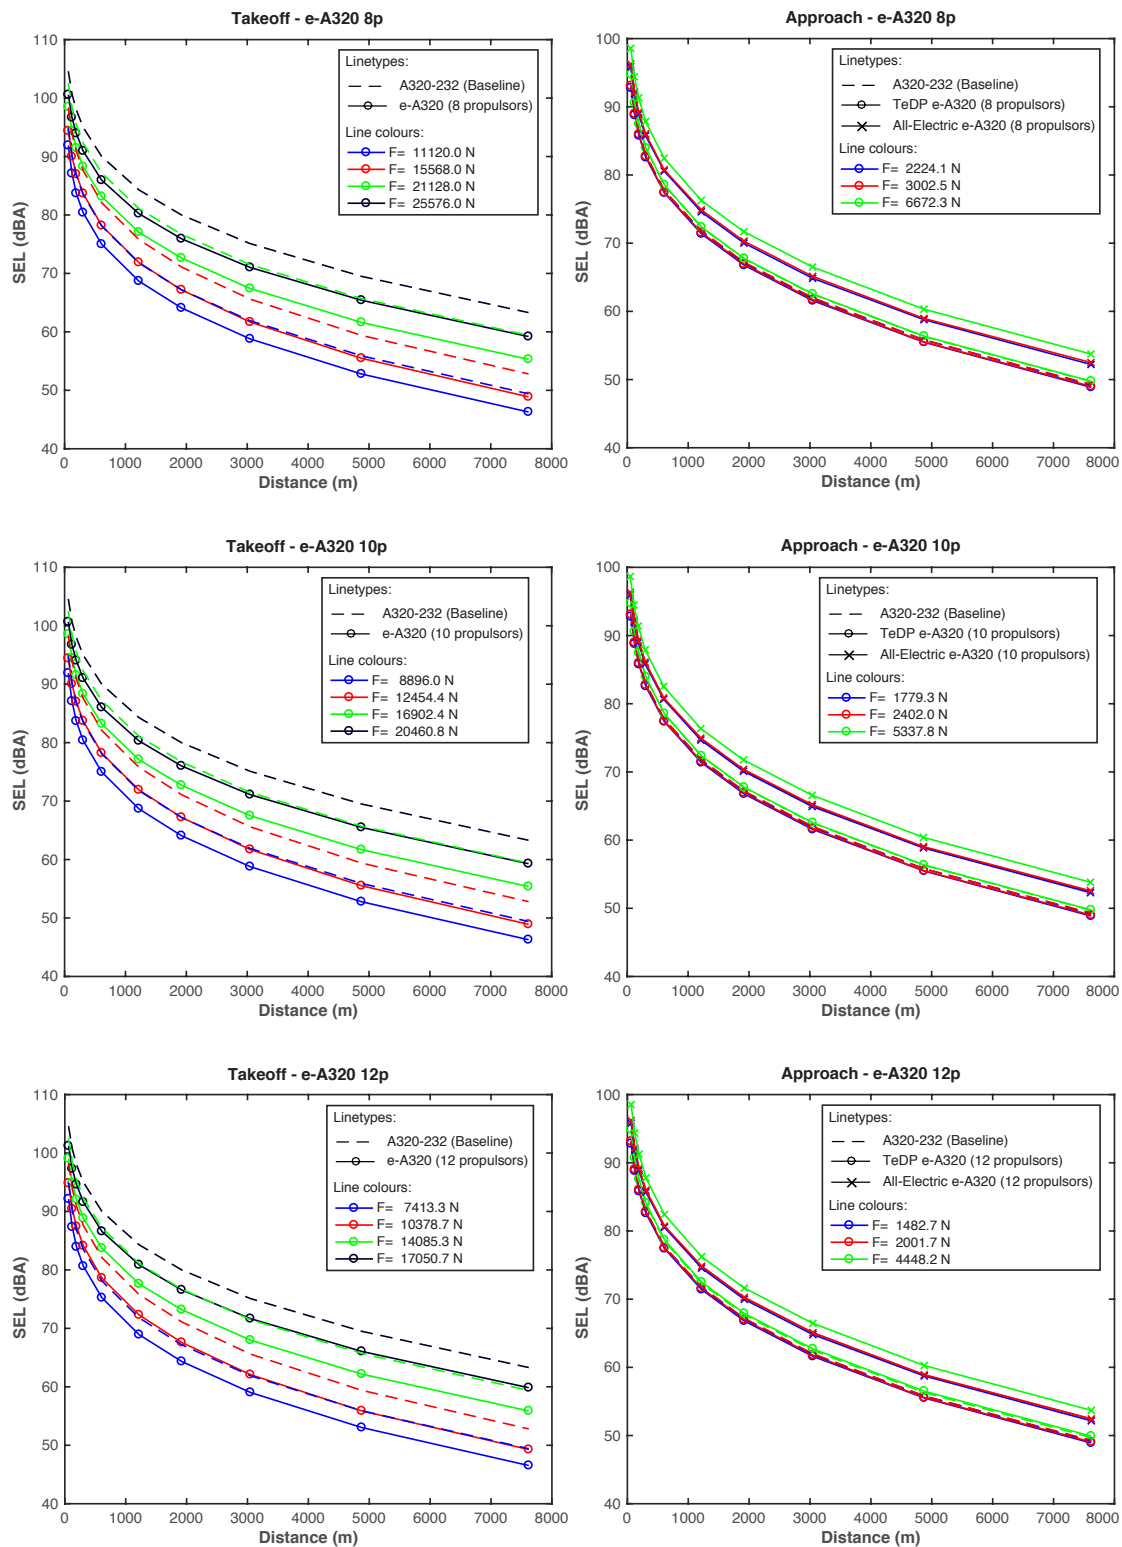 Takeoff - e-A320 8p
110
100
90
80
70
60
50
40
SEL (dBA)
0 1000 2000 3000 4000 5000 6000 7000 8000
Distance (m)
Linetypes:
A320-232 (Baseline)
e-A320 (8 propulsors)
Line colours:
F= 11120.0 N
F= 15568.0 N
F= 21128.0 N
F= 25576.0 N
Approach - e-A320 8p
100
90
80
70
60
50
40
SEL (dBA)
0 1000 2000 3000 4000 5000 6000 7000 8000
Distance (m)
Linetypes:
A320-232 (Baseline)
TeDP e-A320 (8 propulsors)
All-Electric e-A320 (8 propulsors)
Line colours:
F= 2224.1 N
F= 3002.5 N
F= 6672.3 N
Takeoff - e-A320 10p
110
100
90
80
70
60
50
40
SEL (dBA)
0 1000 2000 3000 4000 5000 6000 7000 8000
Distance (m)
Linetypes:
A320-232 (Baseline)
e-A320 (10 propulsors)
Line colours:
F= 8896.0 N
F= 12454.4 N
F= 16902.4 N
F= 20460.8 N
Approach - e-A320 10p
100
90
80
70
60
50
40
SEL (dBA)
0 1000 2000 3000 4000 5000 6000 7000 8000
Distance (m)
Linetypes:
A320-232 (Baseline)
TeDP e-A320 (10 propulsors)
All-Electric e-A320 (10 propulsors)
Line colours:
F= 1779.3 N
F= 2402.0 N
F= 5337.8 N
Takeoff - e-A320 12p
110
100
90
80
70
60
50
40
SEL (dBA)
0 1000 2000 3000 4000 5000 6000 7000 8000
Distance (m)
Linetypes:
A320-232 (Baseline)
e-A320 (12 propulsors)
Line colours:
F= 7413.3 N
F= 10378.7 N
F= 14085.3 N
F= 17050.7 N
Approach - e-A320 12p
100
90
80
70
60
50
40
SEL (dBA)
0 1000 2000 3000 4000 5000 6000 7000 8000
Distance (m)
Linetypes:
A320-232 (Baseline)
TeDP e-A320 (12 propulsors)
All-Electric e-A320 (12 propulsors)
Line colours:
F= 1482.7 N
F= 2001.7 N
F= 4448.2 N